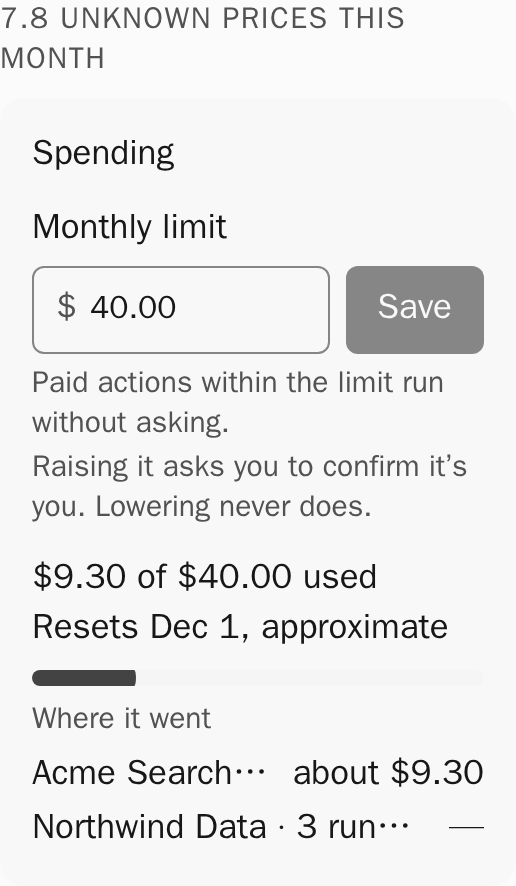 7.8 UNKNOWN PRICES THIS
MONTH
Spending
Monthly limit
$ 40.00
Save
Paid actions within the limit run
without asking.
Raising it asks you to confirm it’s
you. Lowering never does.
$9.30 of $40.00 used
Resets Dec 1, approximate
Where it went
Acme Search··· about $9.30
Northwind Data · 3 run··· —